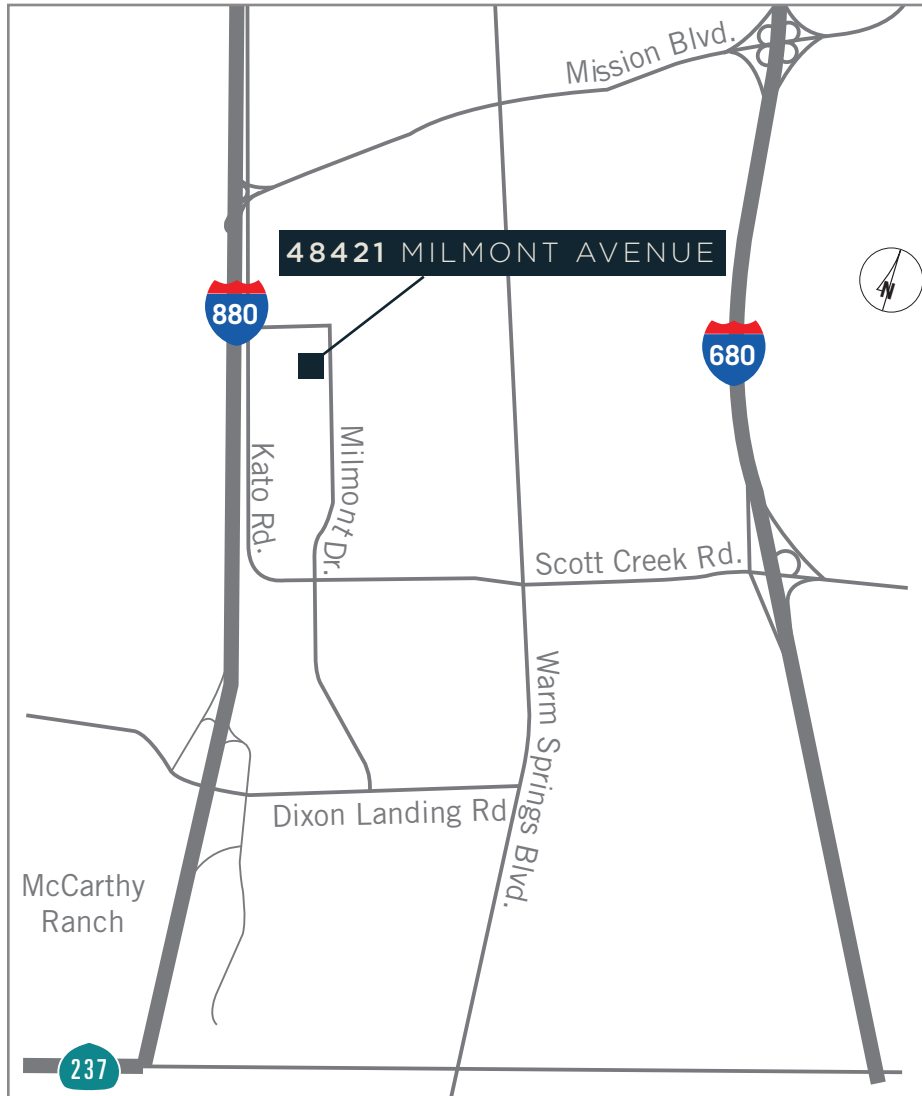 Mission Blvd.
48421 MILMONT AVENUE
N
880
680
Kato Rd.
Milmont Dr.
Scott Creek Rd.
Warm Springs Blvd.
Dixon Landing Rd
McCarthy
Ranch
237